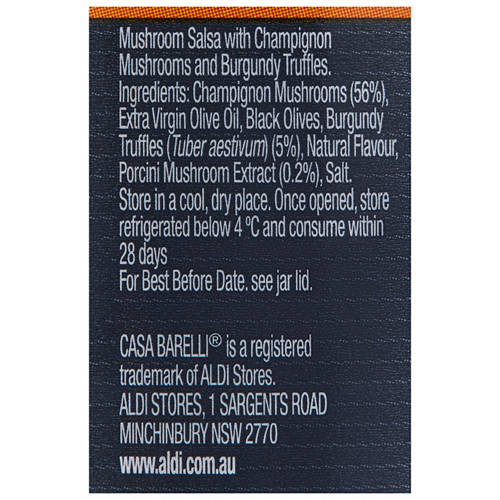 Mushroom Salsa with Champignon
Mushrooms and Burgundy Truffles.
Ingredients: Champignon Mushrooms (56%),
Extra Virgin Olive Oil, Black Olives, Burgundy
Truffles (Tuber aestivum) (5%), Natural Flavour,
Porcini Mushroom Extract (0.2%), Salt.
Store in a cool, dry place. Once opened, store
refrigerated below 4 ºC and consume within
28 days
For Best Before Date. see jar lid.
CASA BARELLI® is a registered
trademark of ALDI Stores.
ALDI STORES, 1 SARGENTS ROAD
MINCHINBURY NSW 2770
www.aldi.com.au